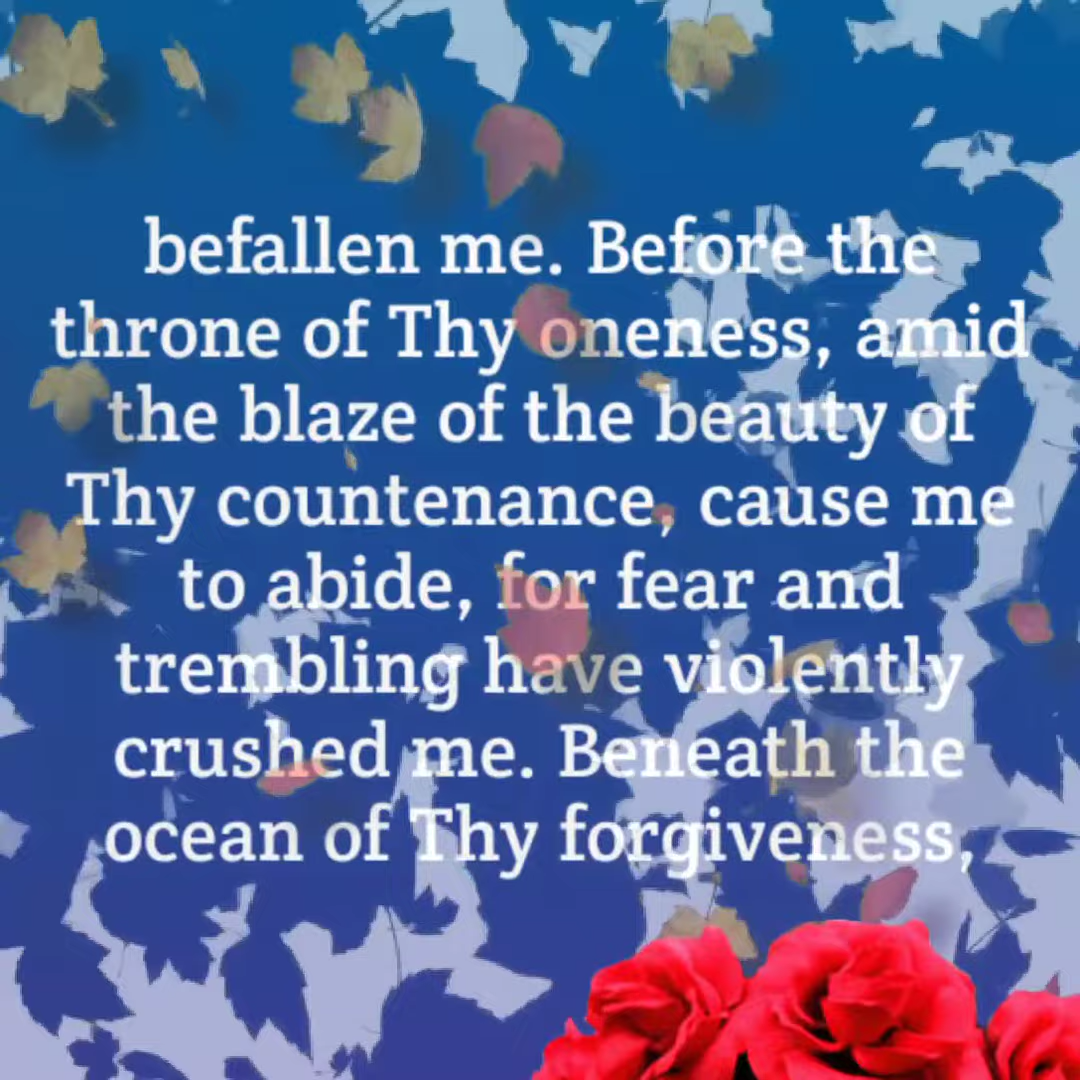 befallen me. Before the
throne of Thy oneness, amid
the blaze of the beauty of
Thy countenance, cause me
to abide, for fear and
trembling have violently
crushed me. Beneath the
ocean of Thy forgiveness,